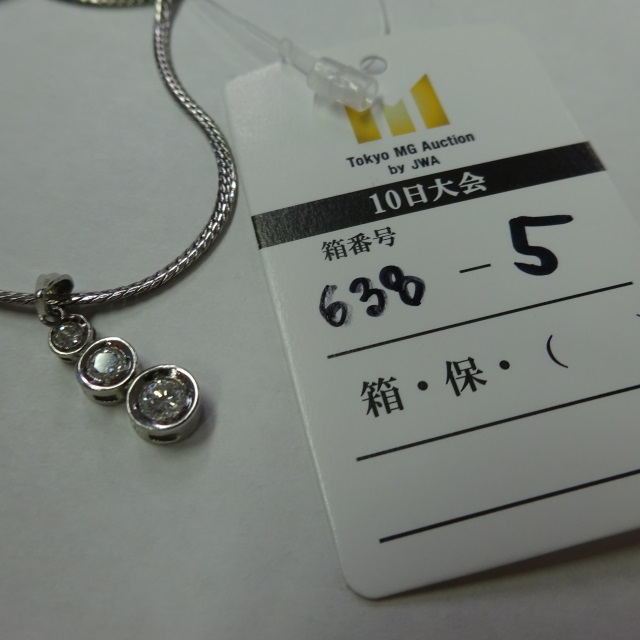 Tokyo MG Auction
by JWA
10日大会
箱番号
638 - 5
箱・保・（